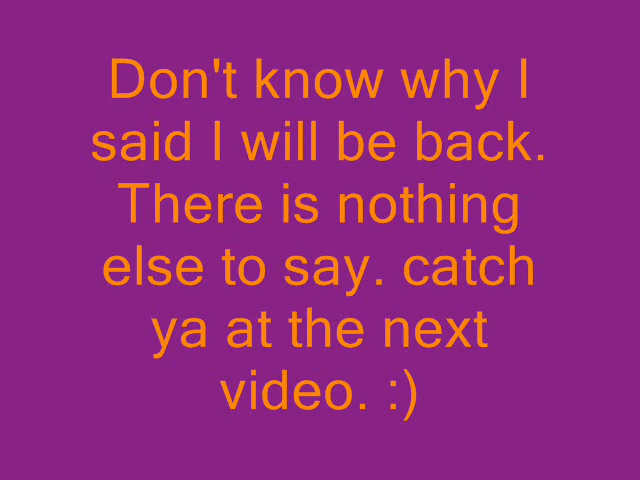 Don't know why I
said I will be back.
There is nothing
else to say. catch
ya at the next
video. :)